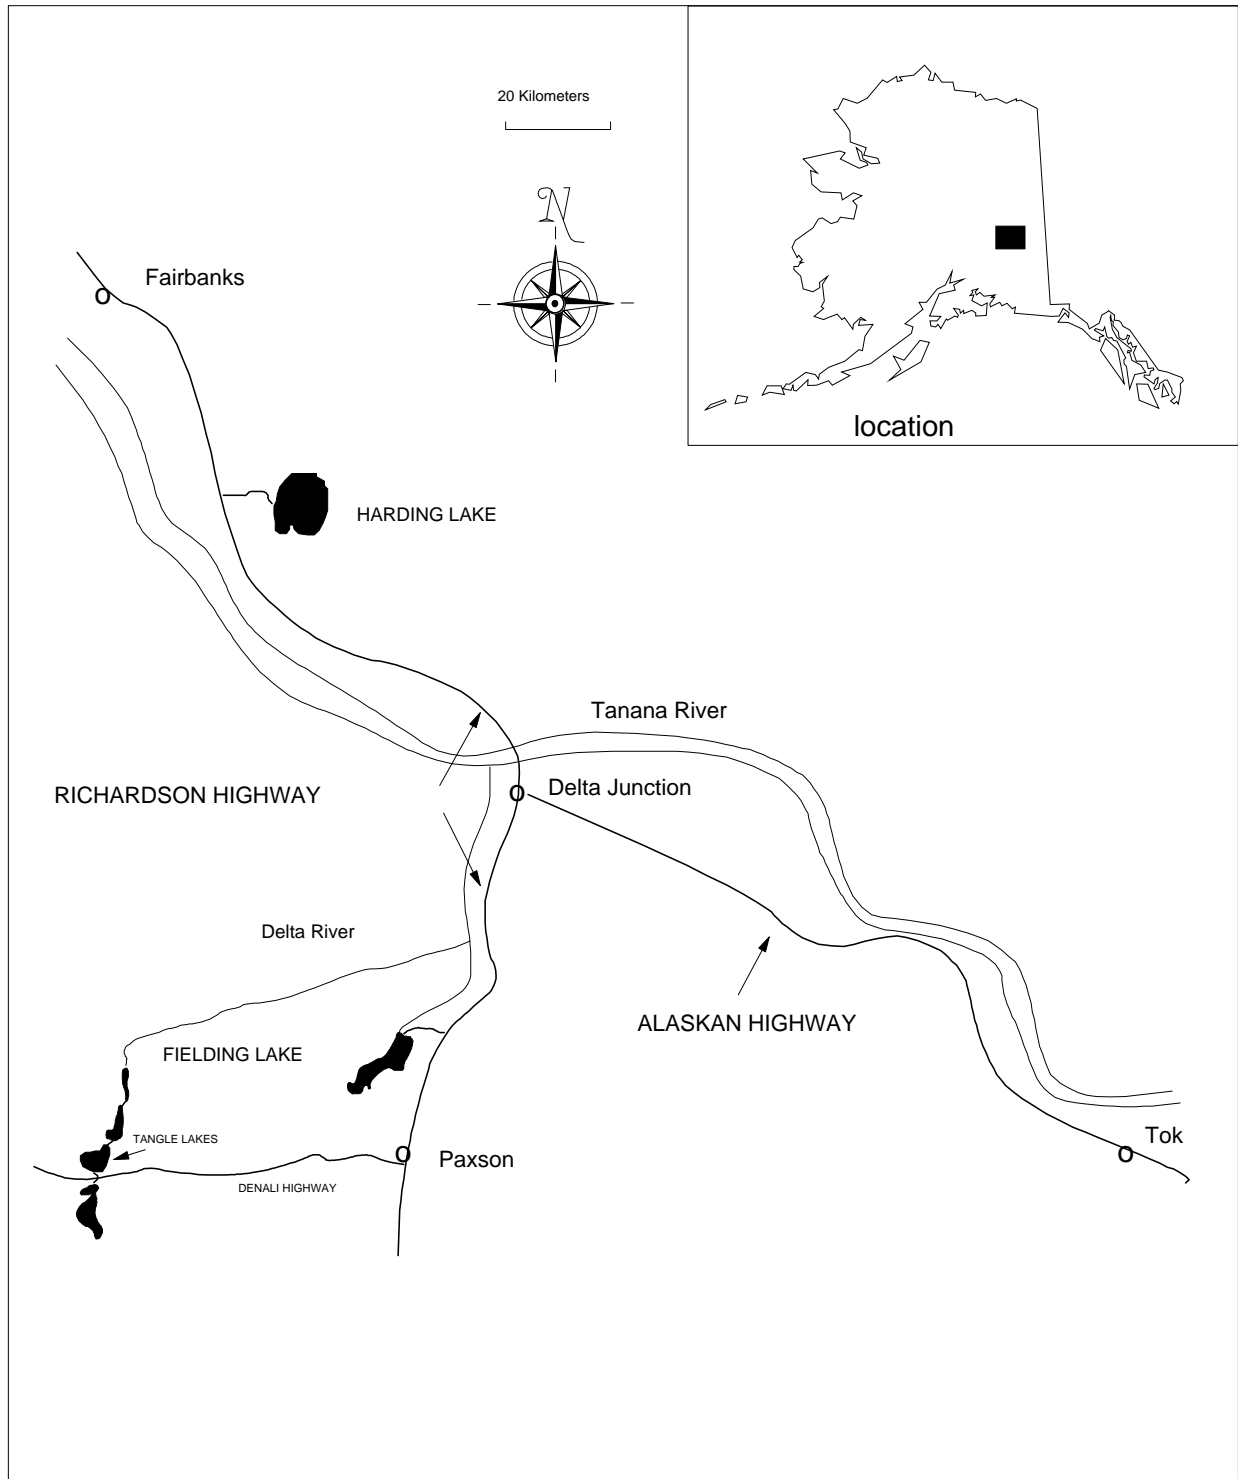 20 Kilometers
N
Fairbanks
location
HARDING LAKE
Tanana River
Delta Junction
RICHARDSON HIGHWAY
Delta River
ALASKAN HIGHWAY
FIELDING LAKE
TANGLE LAKES
Tok
Paxson
DENALI HIGHWAY